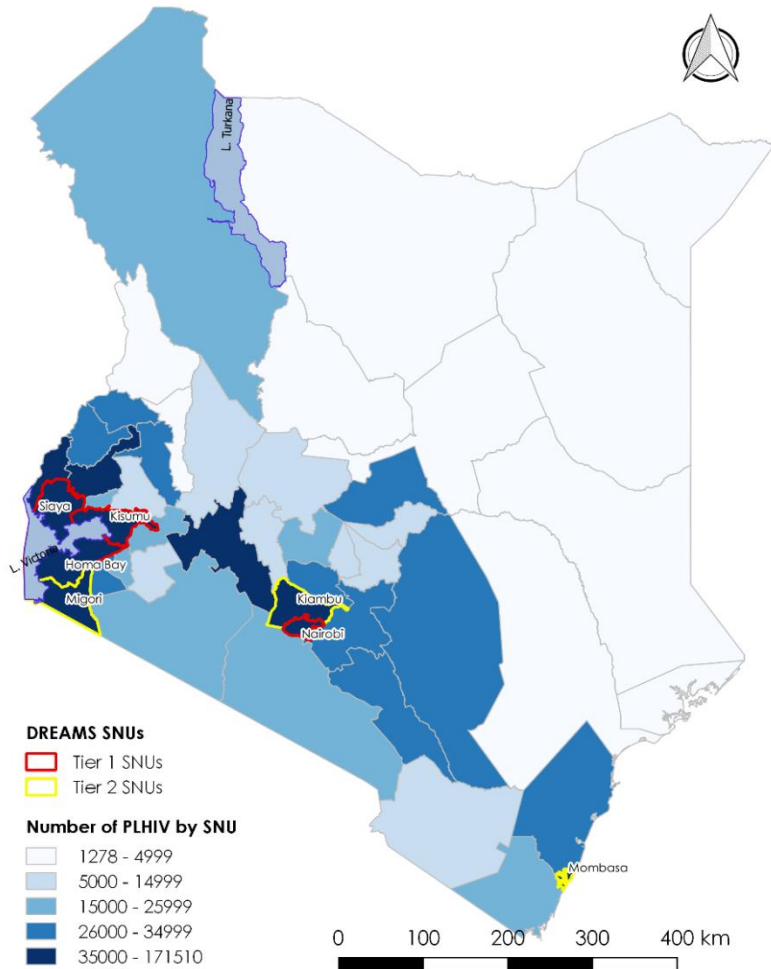 L. Turkana
Siaya
Kisumu
L. Victoria
Homa Bay
Migori
Kiambu
Nairobi
Mombasa
DREAMS SNUs
Tier 1 SNUs
Tier 2 SNUs
Number of PLHIV by SNU
1278 - 4999
5000 - 14999
15000 - 25999
26000 - 34999
35000 - 171510
0 100 200 300 400 km